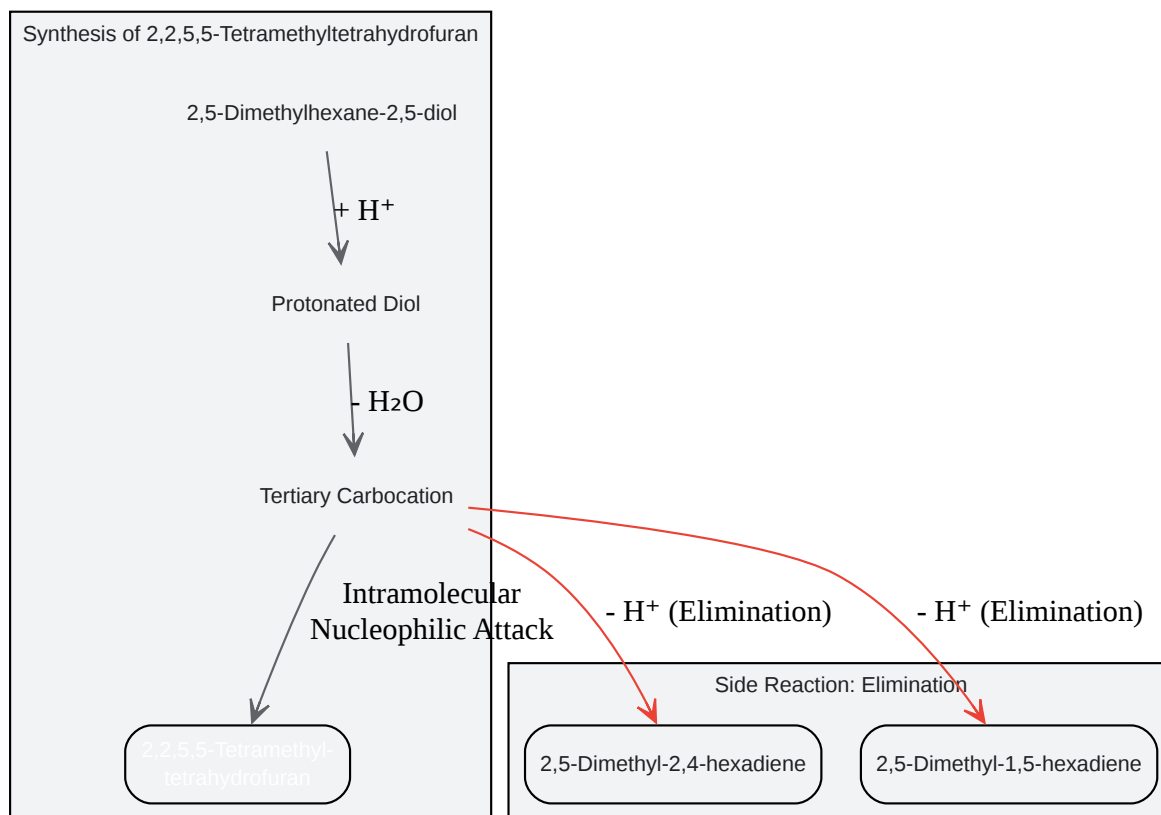 Synthesis of 2,2,5,5-Tetramethyltetrahydrofuran
2,5-Dimethylhexane-2,5-diol
+ H⁺
Protonated Diol
- H₂O
Tertiary Carbocation
Intramolecular
Nucleophilic Attack
- H⁺ (Elimination)
- H⁺ (Elimination)
Side Reaction: Elimination
2,2,5,5-Tetramethyl-
tetrahydrofuran
2,5-Dimethyl-2,4-hexadiene
2,5-Dimethyl-1,5-hexadiene